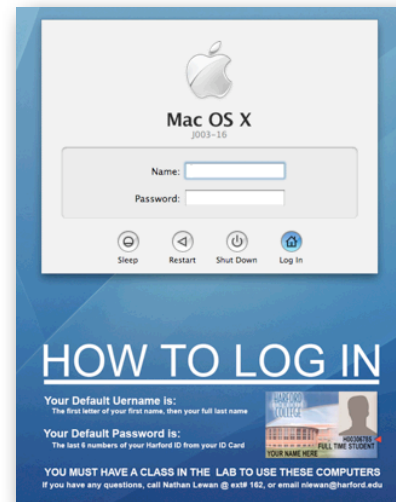 Mac OS X
J003-16
Name:
Password:
Sleep Restart Shut Down Log In
HOW TO LOG IN
Your Default Uername is:
The first letter of your first name, then your full last name
Your Default Password is:
The last 6 numbers of your Harford ID from your ID Card
HARFORD
COLLEGE
H00306785
FULL TIME STUDENT
YOUR NAME HERE
YOU MUST HAVE A CLASS IN THE LAB TO USE THESE COMPUTERS
If you have any questions, call Nathan Lewan @ ext# 162, or email nlewan@harford.edu